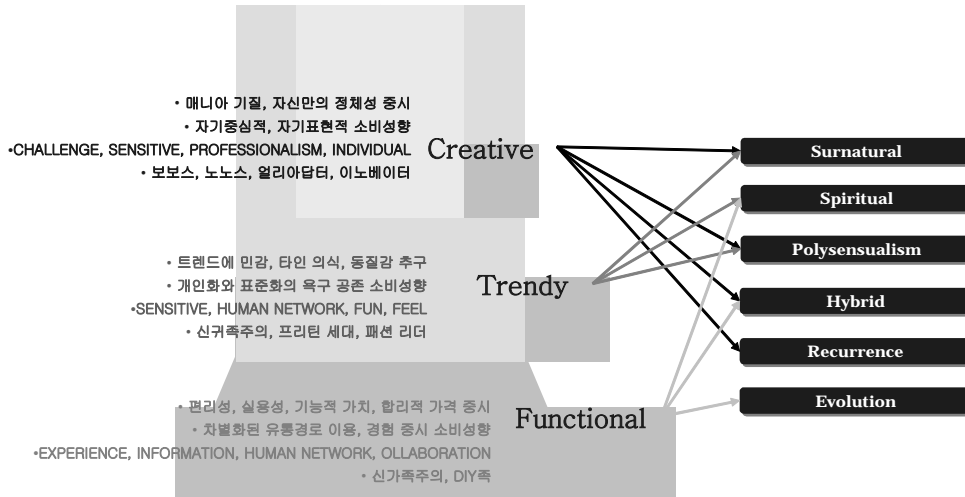 • 매니아 기질, 자신만의 정체성 중시
• 자기중심적, 자기표현적 소비성향
•CHALLENGE, SENSITIVE, PROFESSIONALISM, INDIVIDUAL
• 보보스, 노노스, 얼리아답터, 이노베이터
Creative
• 트렌드에 민감, 타인 의식, 동질감 추구
• 개인화와 표준화의 욕구 공존 소비성향
•SENSITIVE, HUMAN NETWORK, FUN, FEEL
• 신귀족주의, 프리틴 세대, 패션 리더
Trendy
• 편리성, 실용성, 기능적 가치, 합리적 가격 중시
• 차별화된 유통경로 이용, 경험 중시 소비성향
•EXPERIENCE, INFORMATION, HUMAN NETWORK, OLLABORATION
• 신가족주의, DIY족
Functional
Surnatural
Spiritual
Polysensualism
Hybrid
Recurrence
Evolution